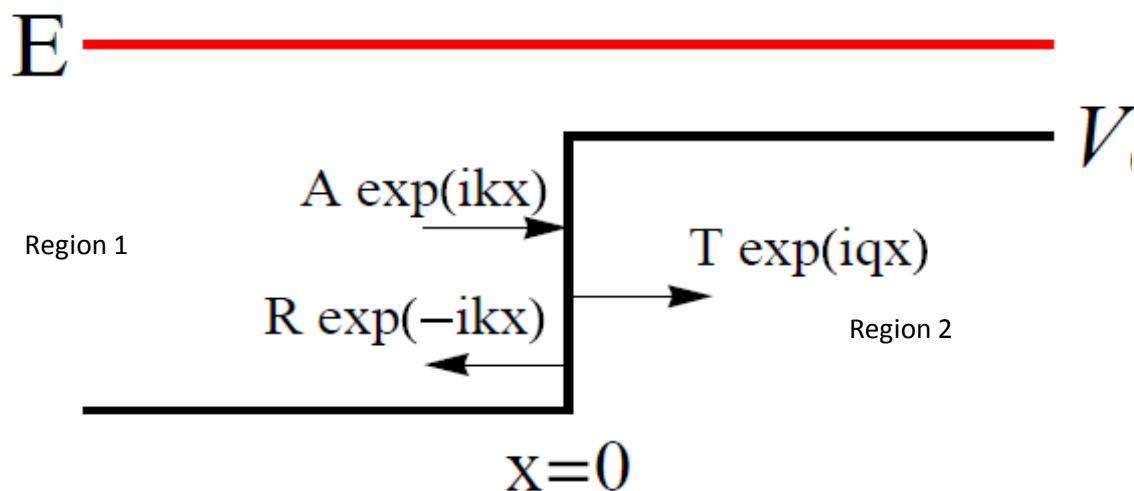 E
V
A exp(ikx)
Region 1
T exp(iqx)
R exp(−ikx)
Region 2
x=0